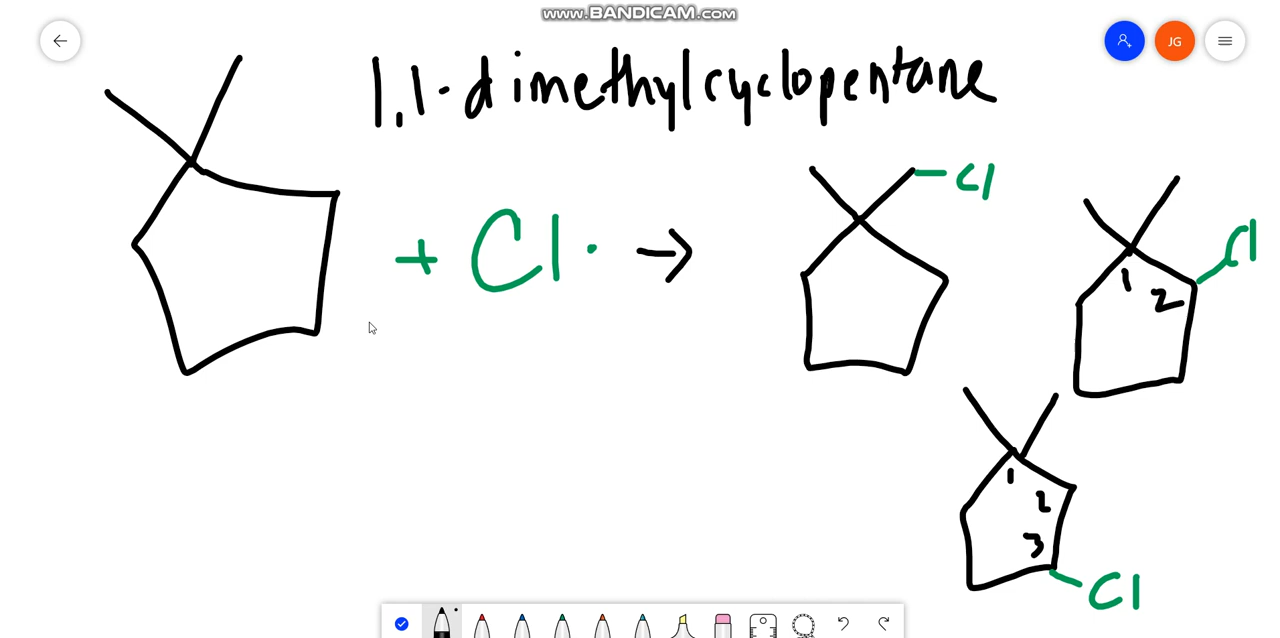 www.BANDICAM.com
JG
1,1-dimethylcyclopentane
Cl
Cl
+ Cl· →
1
2
1
2
3
Cl